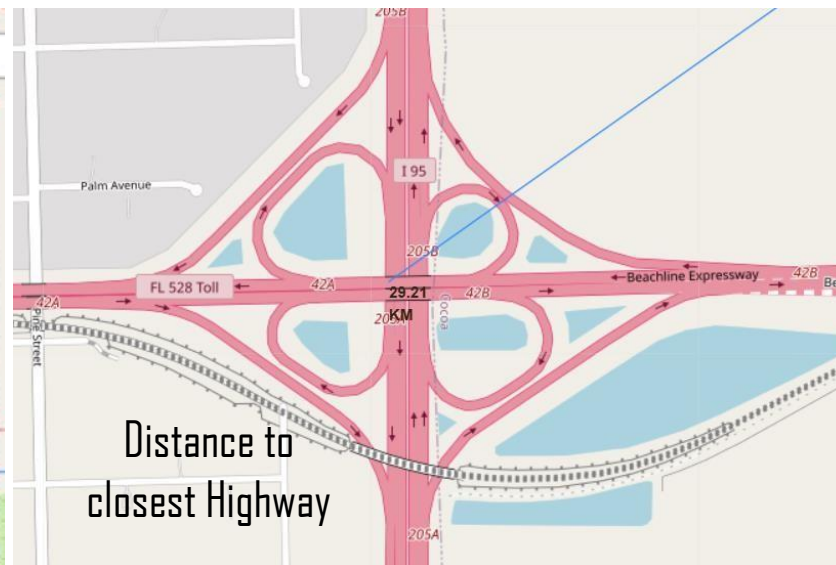 205B
I 95
Palm Avenue
205B
Beachline Expressway
42B
FL 528 Toll
42A
42A
29.21
KM
42B
Pine Street
Cocoa
Distance to
closest Highway
205A